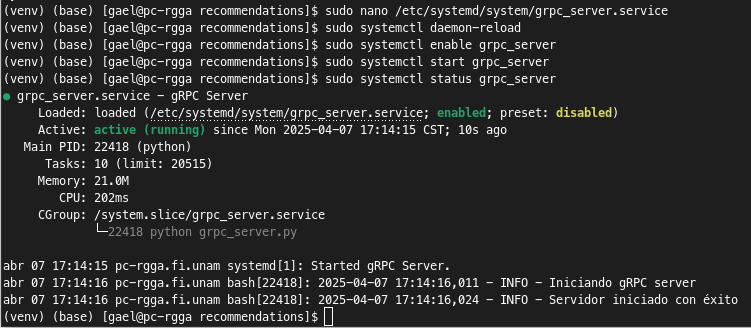 (venv) (base) [gael@pc-rgga recommendations]$ sudo nano /etc/systemd/system/grpc_server.service
(venv) (base) [gael@pc-rgga recommendations]$ sudo systemctl daemon-reload
(venv) (base) [gael@pc-rgga recommendations]$ sudo systemctl enable grpc_server
(venv) (base) [gael@pc-rgga recommendations]$ sudo systemctl start grpc_server
(venv) (base) [gael@pc-rgga recommendations]$ sudo systemctl status grpc_server
● grpc_server.service - gRPC Server
Loaded: loaded (/etc/systemd/system/grpc_server.service; enabled; preset: disabled)
Active: active (running) since Mon 2025-04-07 17:14:15 CST; 10s ago
Main PID: 22418 (python)
Tasks: 10 (limit: 20515)
Memory: 21.0M
CPU: 202ms
CGroup: /system.slice/grpc_server.service
└─22418 python grpc_server.py
abr 07 17:14:15 pc-rgga.fi.unam systemd[1]: Started gRPC Server.
abr 07 17:14:16 pc-rgga.fi.unam bash[22418]: 2025-04-07 17:14:16,011 - INFO - Iniciando gRPC server
abr 07 17:14:16 pc-rgga.fi.unam bash[22418]: 2025-04-07 17:14:16,024 - INFO - Servidor iniciado con éxito
(venv) (base) [gael@pc-rgga recommendations]$